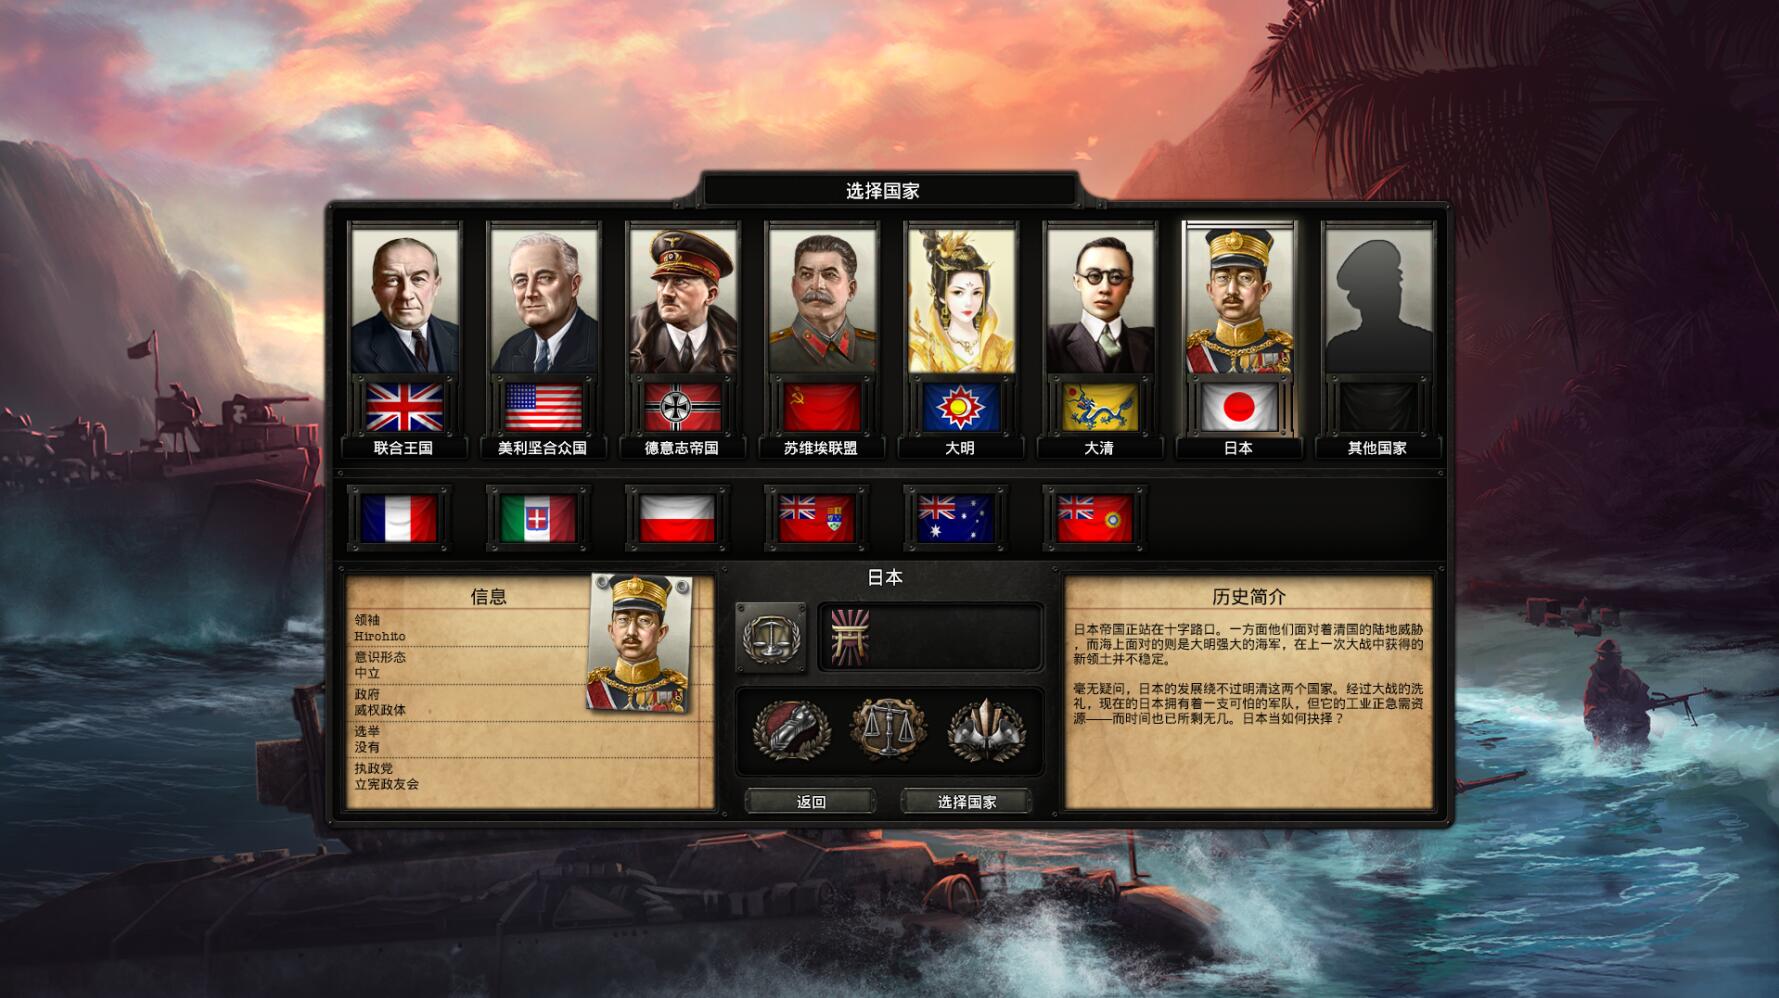 选择国家
联合王国
美利坚合众国
德意志帝国
苏维埃联盟
大明
大清
日本
其他国家
信息
领袖
Hirohito
意识形态
中立
政府
威权政体
选举
没有
执政党
立宪政友会
日本
返回
选择国家
历史简介
日本帝国正站在十字路口。一方面他们面对着清国的陆地威胁
，而海上面对的则是大明强大的海军，在上一次大战中获得的
新领土并不稳定。
毫无疑问，日本的发展绕不过明清这两个国家。经过大战的洗
礼，现在的日本拥有着一支可怕的军队，但它的工业正急需资
源——而时间也已所剩无几。日本当如何抉择？